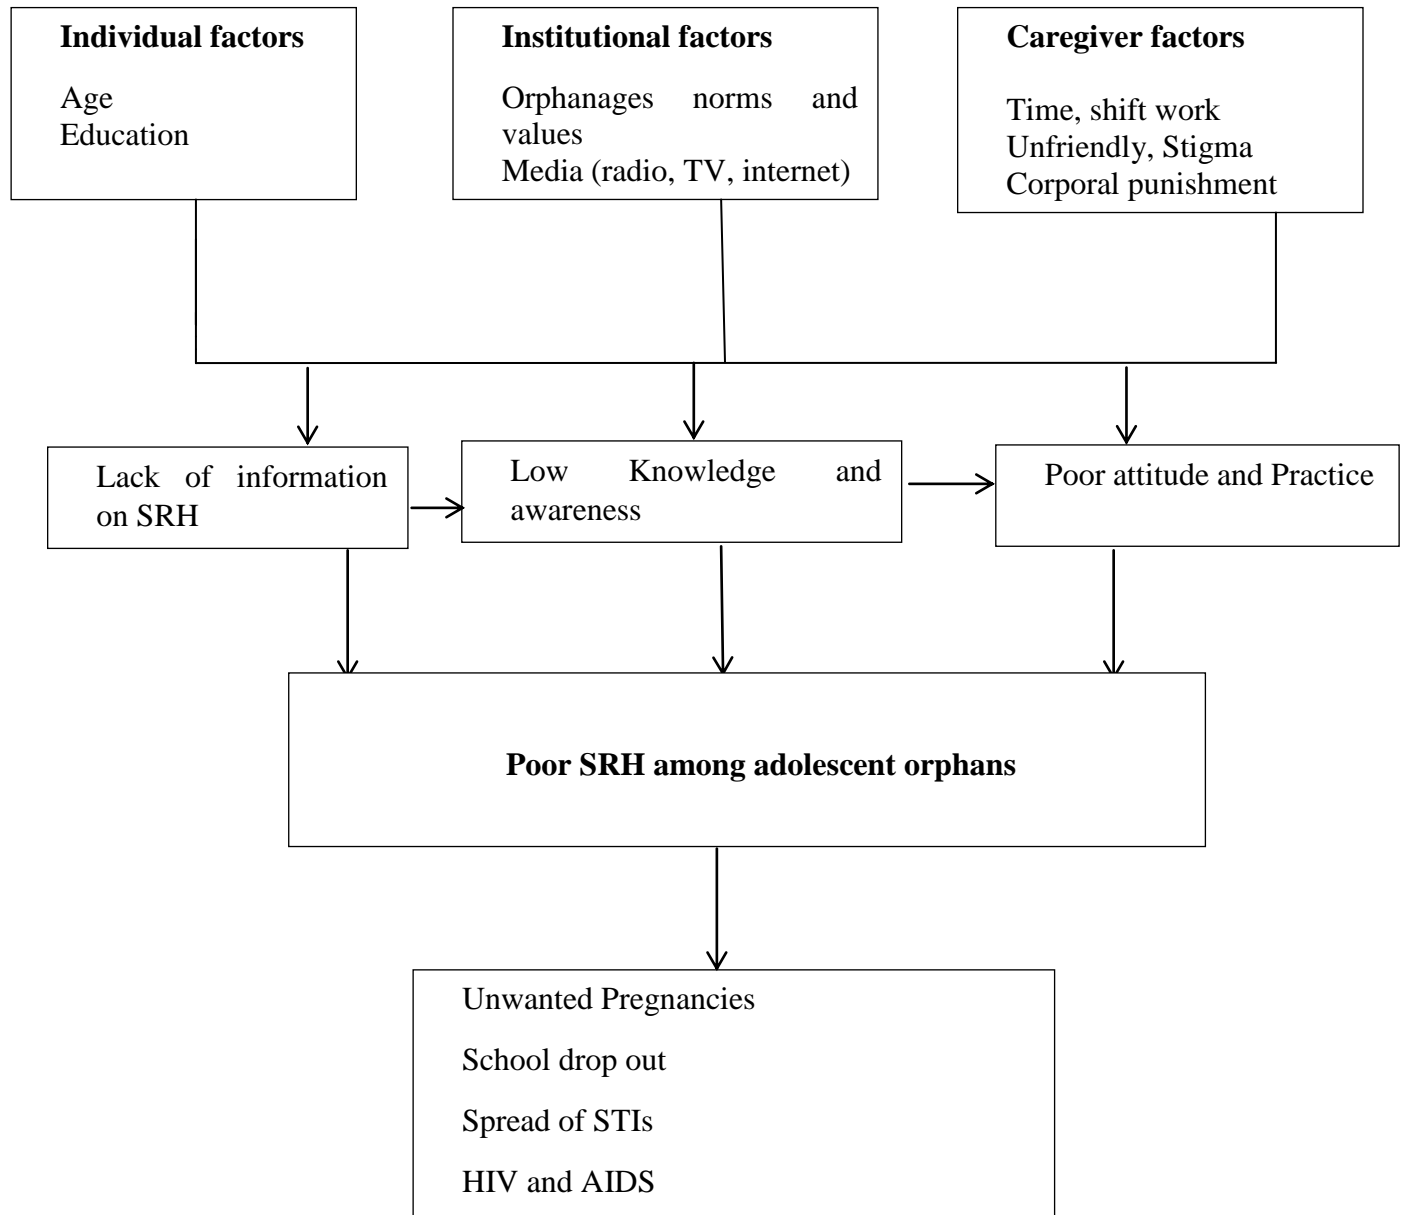 Individual factors
Age
Education
Institutional factors
Orphanages norms and
values
Media (radio, TV, internet)
Caregiver factors
Time, shift work
Unfriendly, Stigma
Corporal punishment
Lack of information
on SRH
Low Knowledge and
awareness
Poor attitude and Practice
Poor SRH among adolescent orphans
Unwanted Pregnancies
School drop out
Spread of STIs
HIV and AIDS